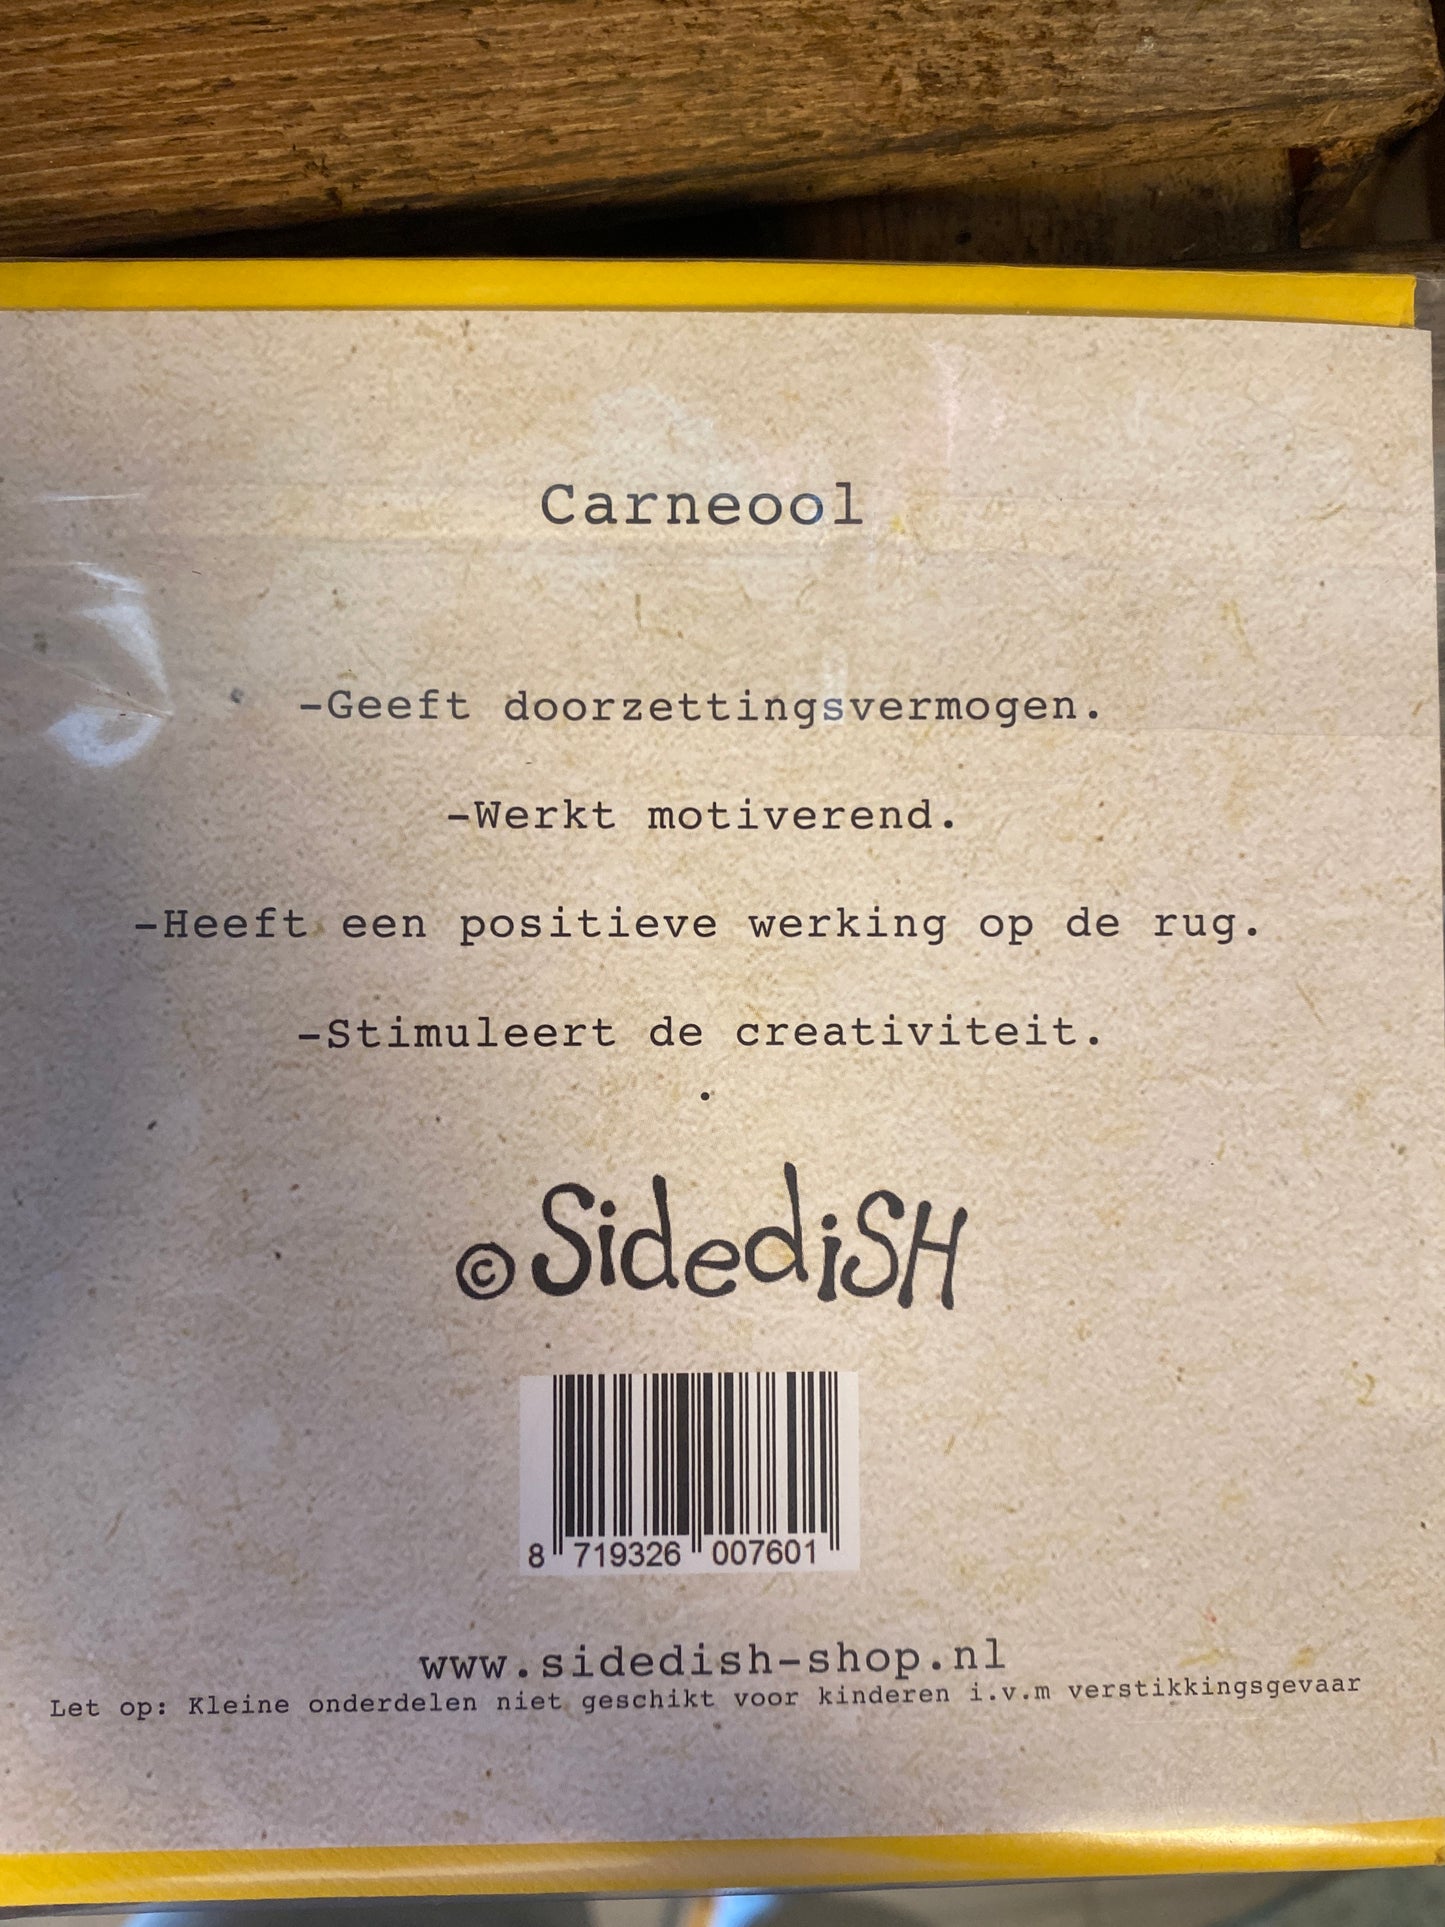 Carneool
-Geeft doorzettingsvermogen.
-Werkt motiverend.
-Heeft een positieve werking op de rug.
-Stimuleert de creativiteit.
.
©SidediSH
8 719326 007601
www.sidedish-shop.nl
Let op: Kleine onderdelen niet geschikt voor kinderen i.v.m verstikkingsgevaar